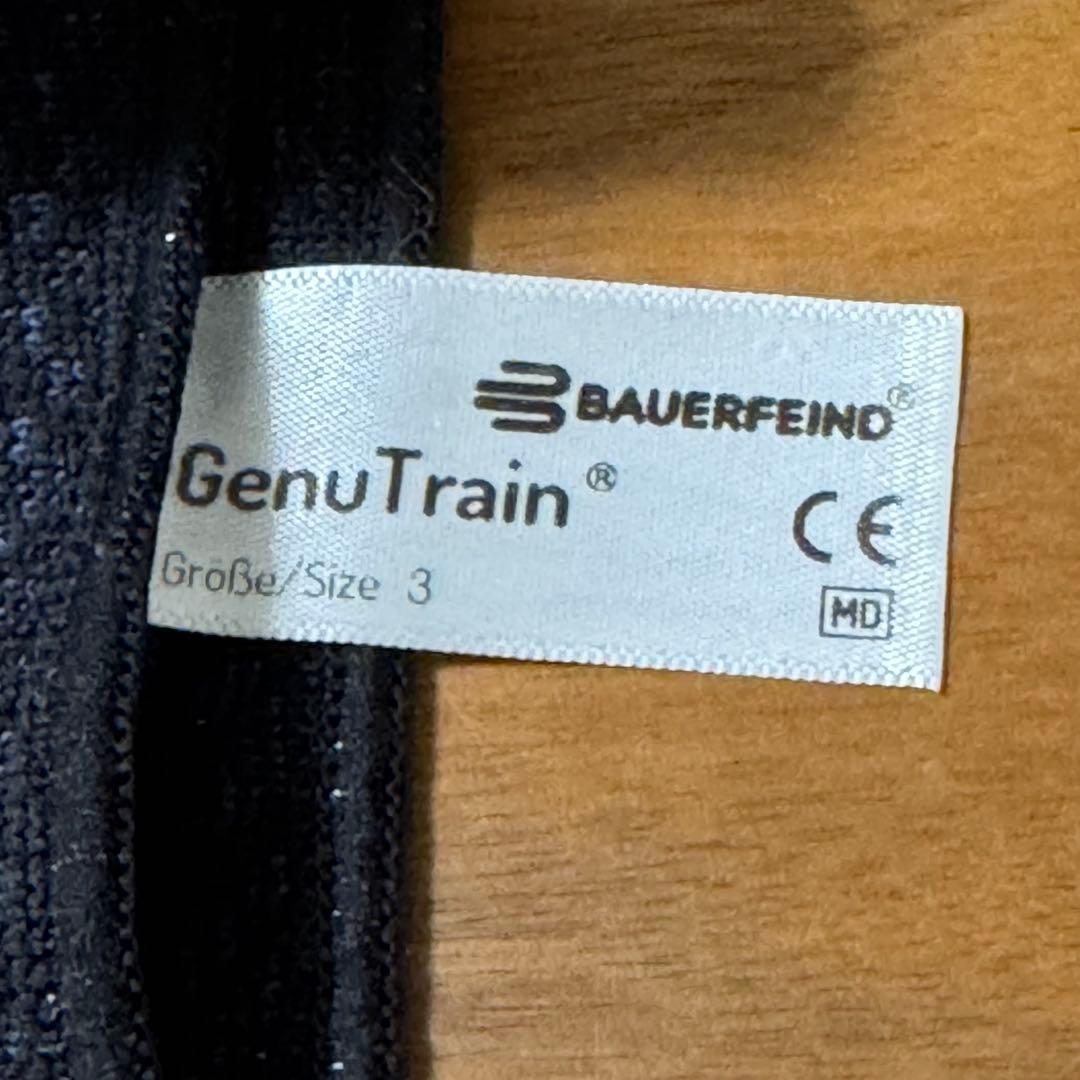 BAUERFEIND®
GenuTrain®
CE
Größe/Size 3
MD